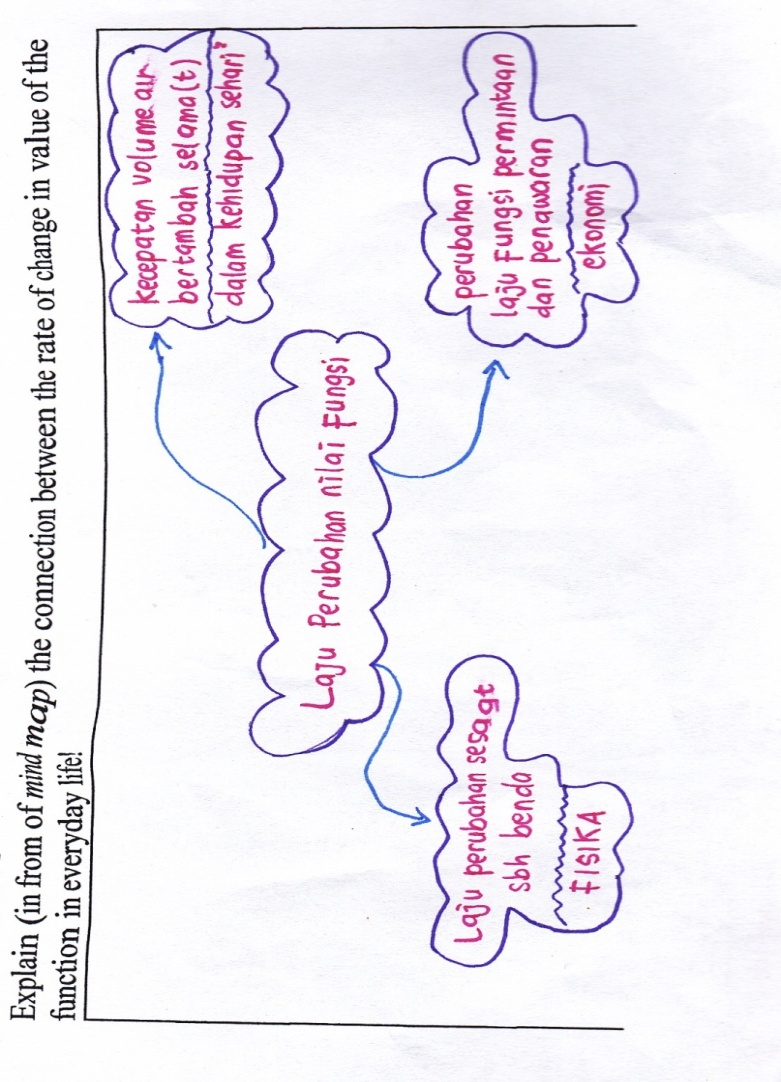 Explain (in from of mind map) the connection between the rate of change in value of the
function in everyday life!
kecepatan volume air
bertambah selama(t)
dalam kehidupan sehari²
Laju Perubahan nilai Fungsi
Laju perubahan sesagt
sbh benda
FISIKA
perubahan
laju Fungsi permintaan
dan penawaran
ekonomi